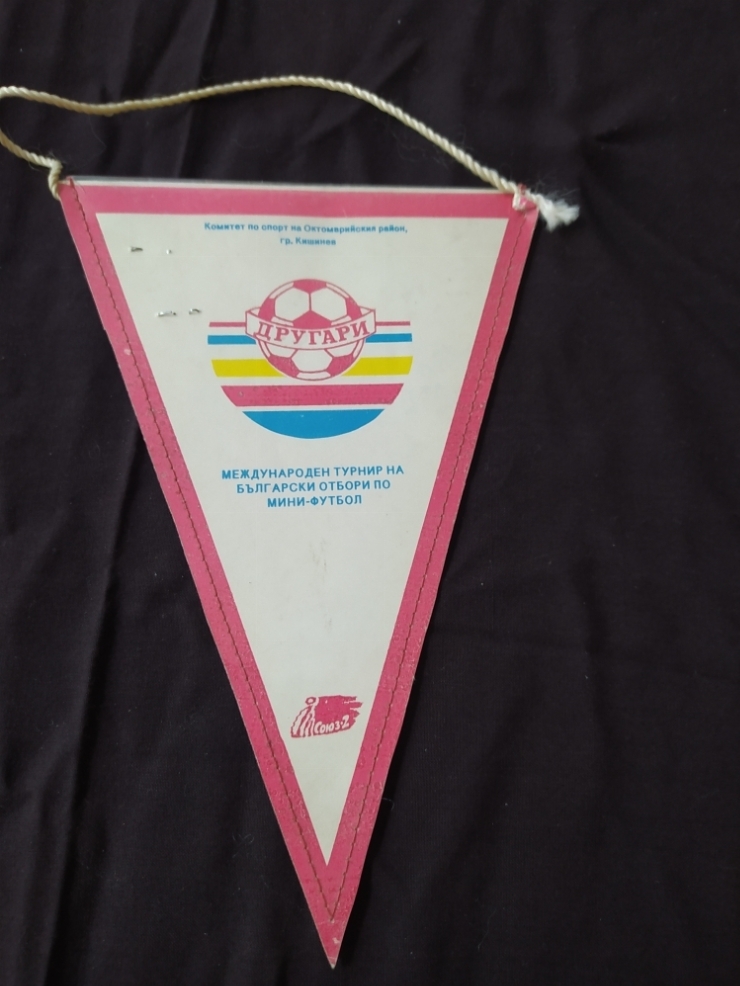 Комитет по спорт на Октомврийския район,
гр. Кишинев
ДРУГАРИ
МЕЖДУНАРОДЕН ТУРНИР НА
БЪЛГАРСКИ ОТБОРИ ПО
МИНИ-ФУТБОЛ
Союз-2